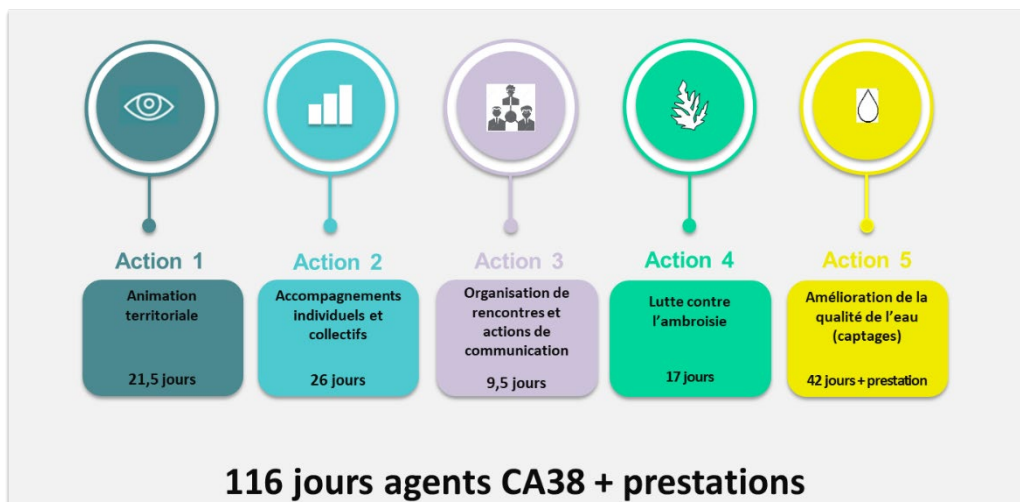 Action 1
Animation
territoriale
21,5 jours
Action 2
Accompagnements
individuels et
collectifs
26 jours
Action 3
Organisation de
rencontres et
actions de
communication
9,5 jours
Action 4
Lutte contre
l’ambroisie
17 jours
Action 5
Amélioration de la
qualité de l’eau
(captages)
42 jours + prestation
116 jours agents CA38 + prestations